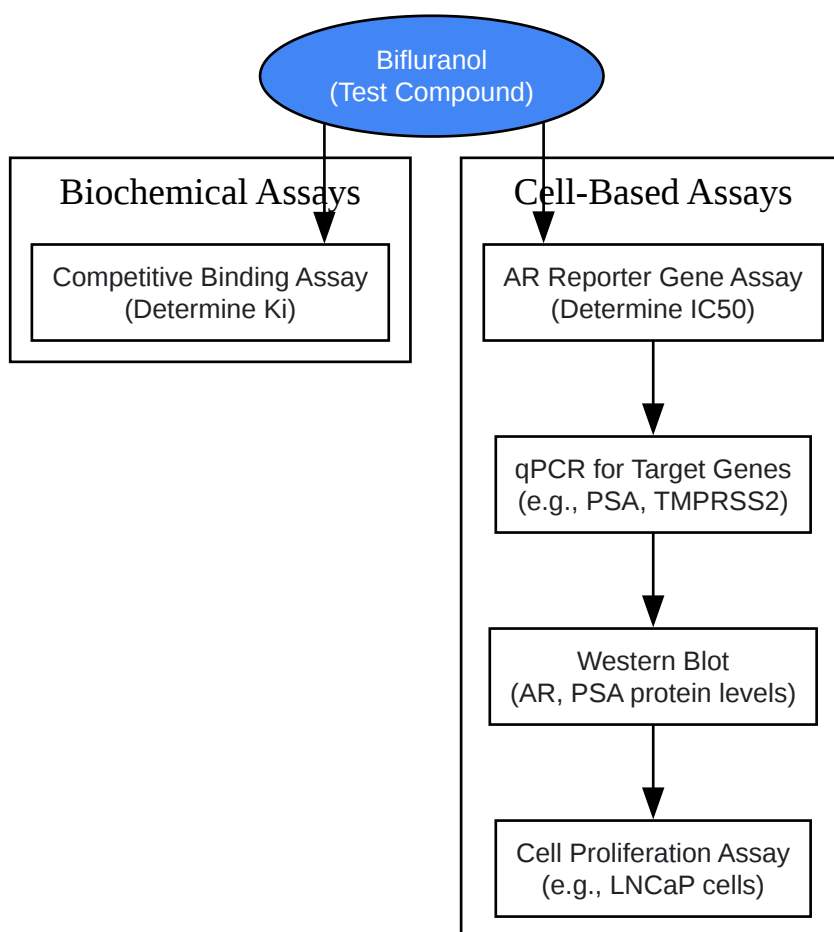 Bifluranol
(Test Compound)
Biochemical Assays
Competitive Binding Assay
(Determine Ki)
Cell-Based Assays
AR Reporter Gene Assay
(Determine IC50)
qPCR for Target Genes
(e.g., PSA, TMPRSS2)
Western Blot
(AR, PSA protein levels)
Cell Proliferation Assay
(e.g., LNCaP cells)